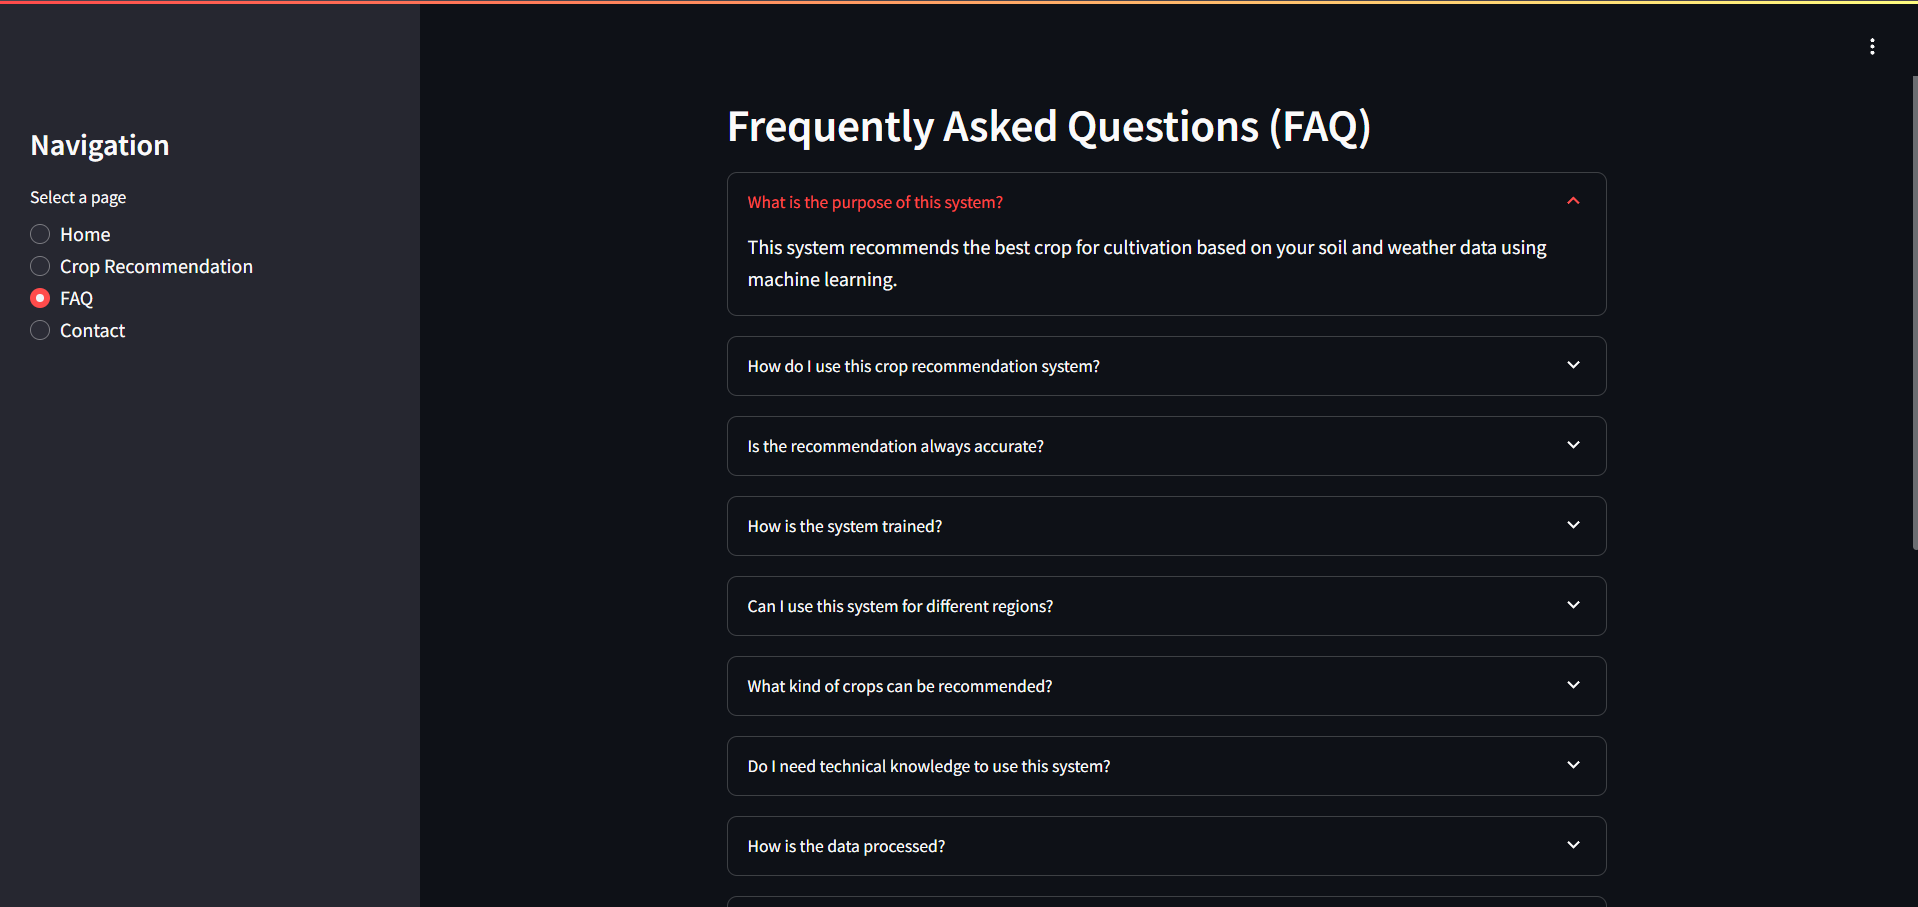 Navigation
Select a page
Home
Crop Recommendation
FAQ
Contact
Frequently Asked Questions (FAQ)
What is the purpose of this system?
This system recommends the best crop for cultivation based on your soil and weather data using
machine learning.
How do I use this crop recommendation system?
Is the recommendation always accurate?
How is the system trained?
Can I use this system for different regions?
What kind of crops can be recommended?
Do I need technical knowledge to use this system?
How is the data processed?